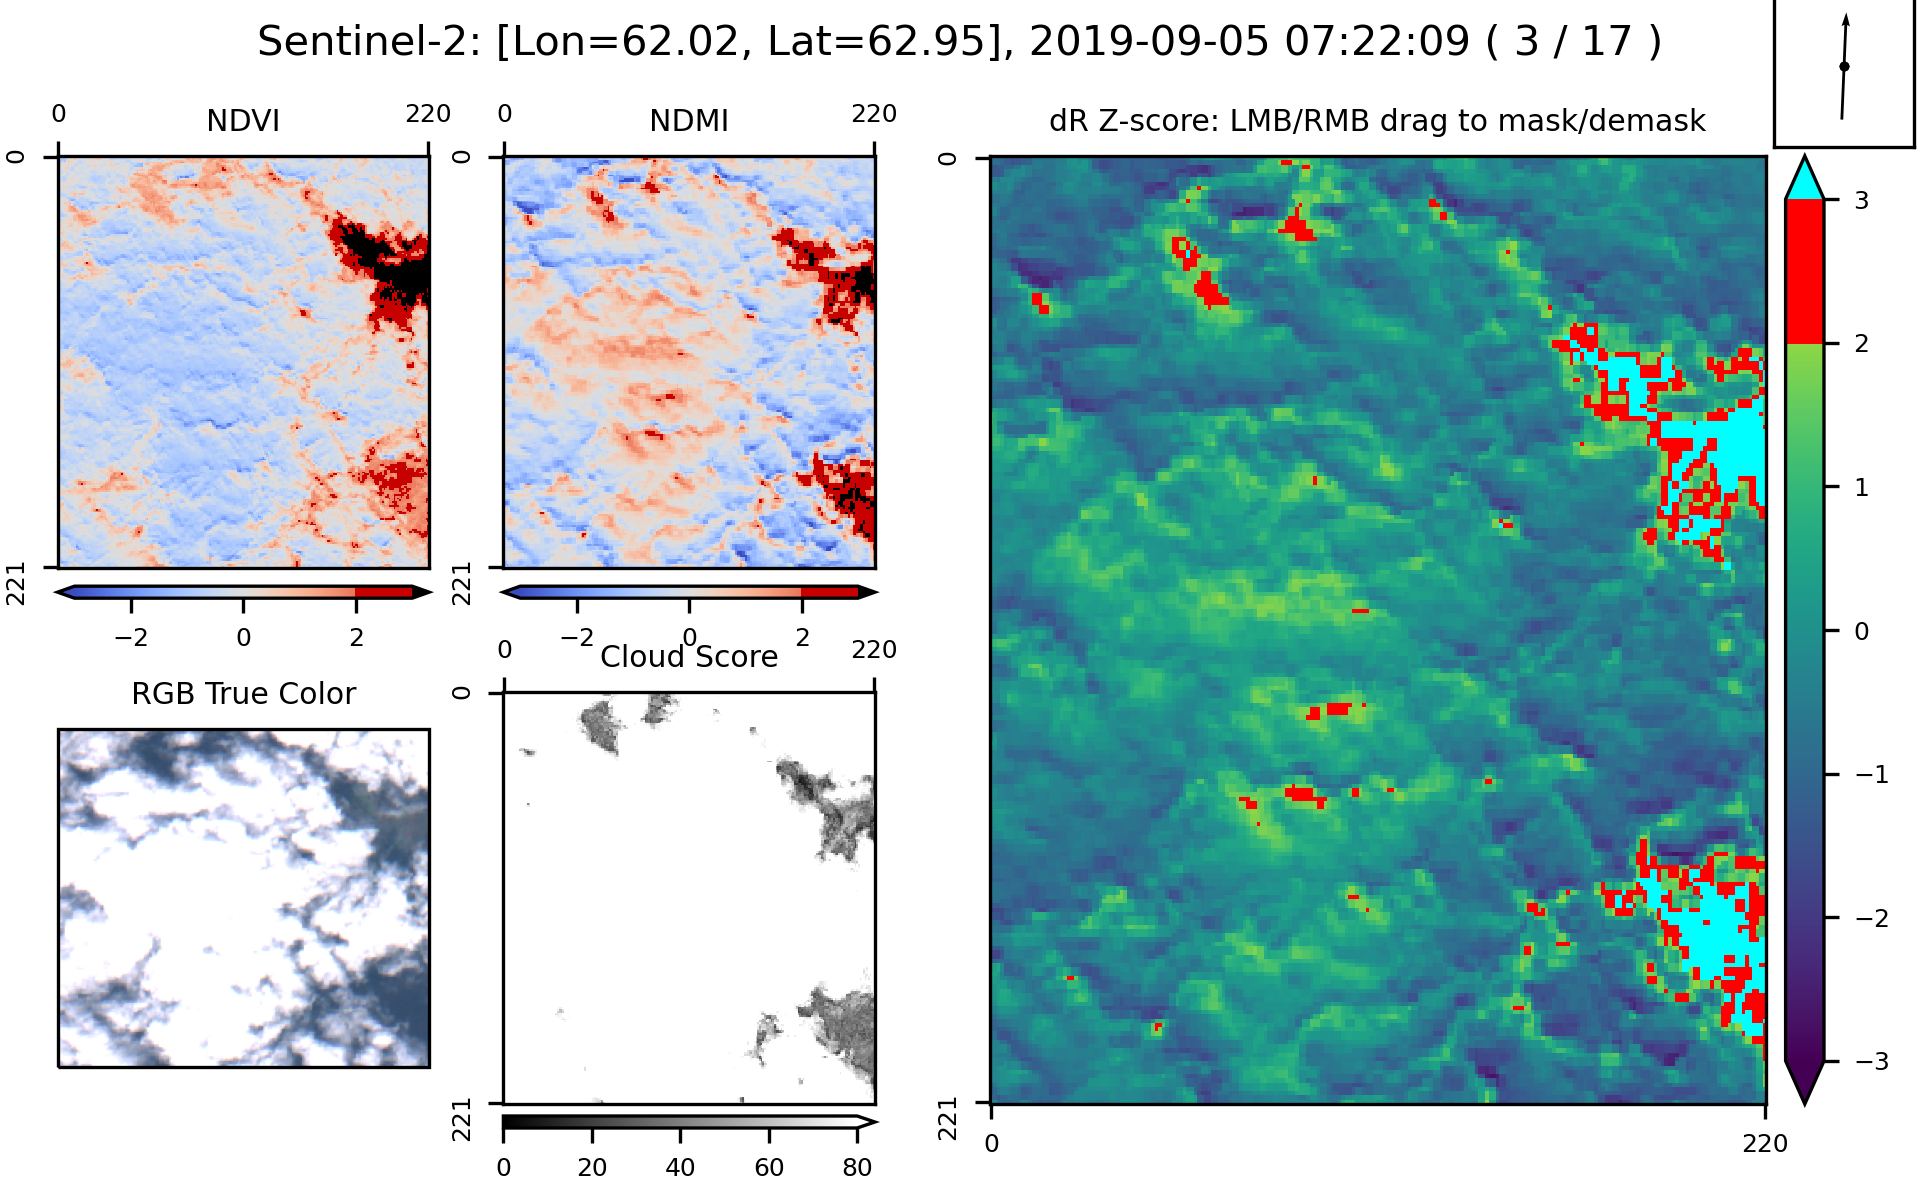 Sentinel-2: [Lon=62.02, Lat=62.95], 2019-09-05 07:22:09 ( 3 / 17 )
NDVI
0 220
0
221
−2 0 2
NDMI
0 220
0
221
−2 0 2
dR Z-score: LMB/RMB drag to mask/demask
0
221
0 220
3
2
1
0
−1
−2
−3
RGB True Color
Cloud Score
0 220
0
221
0 20 40 60 80